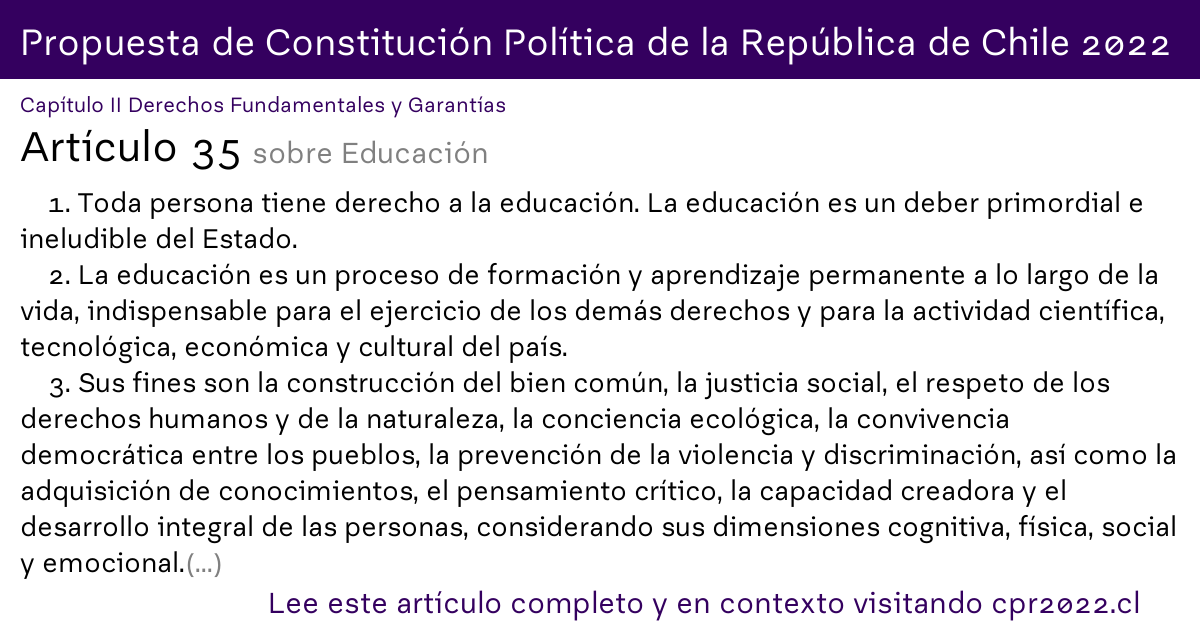 Propuesta de Constitución Política de la República de Chile 2022
Capítulo II Derechos Fundamentales y Garantías
Artículo 35 sobre Educación
1. Toda persona tiene derecho a la educación. La educación es un deber primordial e
ineludible del Estado.
2. La educación es un proceso de formación y aprendizaje permanente a lo largo de la
vida, indispensable para el ejercicio de los demás derechos y para la actividad científica,
tecnológica, económica y cultural del país.
3. Sus fines son la construcción del bien común, la justicia social, el respeto de los
derechos humanos y de la naturaleza, la conciencia ecológica, la convivencia
democrática entre los pueblos, la prevención de la violencia y discriminación, así como la
adquisición de conocimientos, el pensamiento crítico, la capacidad creadora y el
desarrollo integral de las personas, considerando sus dimensiones cognitiva, física, social
y emocional.(...)
Lee este artículo completo y en contexto visitando cpr2022.cl